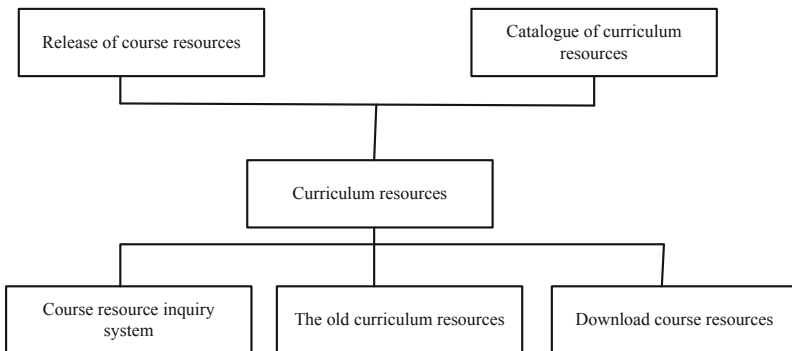 Release of course resources
Catalogue of curriculum
resources
Curriculum resources
Course resource inquiry
system
The old curriculum resources
Download course resources